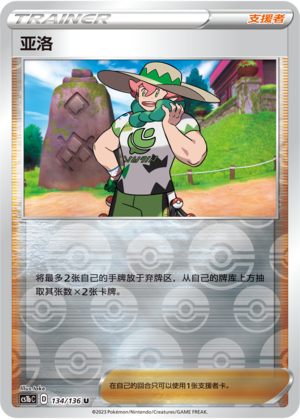 TRAINER
支援者
亚洛
将最多2张自己的手牌放于弃牌区，从自己的牌库上方抽
取其张数×2张卡牌。
在自己的回合只可以使用1张支援者卡。
CS1bC D 134/136 U
©2023 Pokémon/Nintendo/Creatures/GAME FREAK.